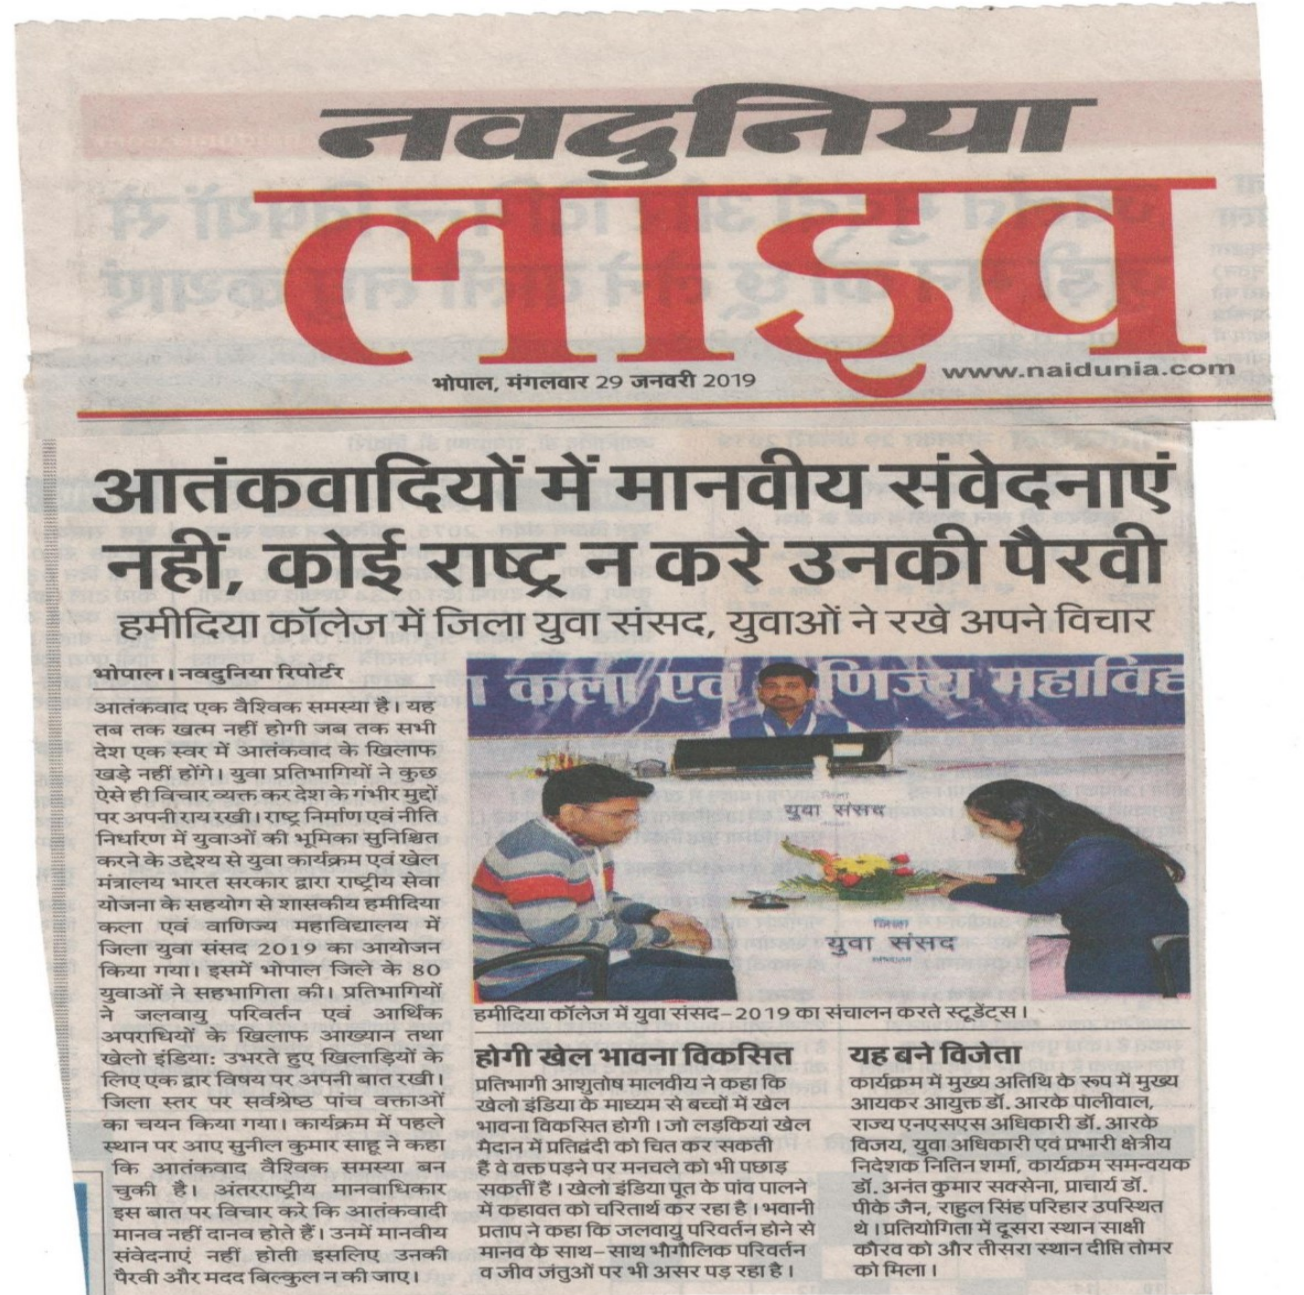 नवदुनिया
लाइव
भोपाल, मंगलवार 29 जनवरी 2019
www.naidunia.com
आतंकवादियों में मानवीय संवेदनाएं
नहीं, कोई राष्ट्र न करे उनकी पैरवी
हमीदिया कॉलेज में जिला युवा संसद, युवाओं ने रखे अपने विचार
भोपाल। नवदुनिया रिपोर्टर
आतंकवाद एक वैश्विक समस्या है। यह
तब तक खत्म नहीं होगी जब तक सभी
देश एक स्वर में आतंकवाद के खिलाफ
खड़े नहीं होंगे। युवा प्रतिभागियों ने कुछ
ऐसे ही विचार व्यक्त कर देश के गंभीर मुद्दों
पर अपनी राय रखी। राष्ट्र निर्माण एवं नीति
निर्धारण में युवाओं की भूमिका सुनिश्चित
करने के उद्देश्य से युवा कार्यक्रम एवं खेल
मंत्रालय भारत सरकार द्वारा राष्ट्रीय सेवा
योजना के सहयोग से शासकीय हमीदिया
कला एवं वाणिज्य महाविद्यालय में
जिला युवा संसद 2019 का आयोजन
किया गया। इसमें भोपाल जिले के 80
युवाओं ने सहभागिता की। प्रतिभागियों
ने जलवायु परिवर्तन एवं आर्थिक
अपराधियों के खिलाफ आख्यान तथा
खेलो इंडिया: उभरते हुए खिलाड़ियों के
लिए एक द्वार विषय पर अपनी बात रखी।
जिला स्तर पर सर्वश्रेष्ठ पांच वक्ताओं
का चयन किया गया। कार्यक्रम में पहले
स्थान पर आए सुनील कुमार साहू ने कहा
कि आतंकवाद वैश्विक समस्या बन
चुकी है। अंतरराष्ट्रीय मानवाधिकार
इस बात पर विचार करे कि आतंकवादी
मानव नहीं दानव होते हैं। उनमें मानवीय
संवेदनाएं नहीं होती इसलिए उनकी
पैरवी और मदद बिल्कुल न की जाए।
ा कला एवं ाणिज्य महाविद्य
जिला
युवा संसद
जिला
युवा संसद
हमीदिया कॉलेज में युवा संसद-2019 का संचालन करते स्टूडेंट्स।
होगी खेल भावना विकसित
प्रतिभागी आशुतोष मालवीय ने कहा कि
खेलो इंडिया के माध्यम से बच्चों में खेल
भावना विकसित होगी। जो लड़कियां खेल
मैदान में प्रतिद्वंदी को चित कर सकती
हैं वे वक्त पड़ने पर मनचले को भी पछाड़
सकतीं हैं। खेलो इंडिया पूत के पांव पालने
में कहावत को चरितार्थ कर रहा है। भवानी
प्रताप ने कहा कि जलवायु परिवर्तन होने से
मानव के साथ-साथ भौगौलिक परिवर्तन
व जीव जंतुओं पर भी असर पड़ रहा है।
यह बने विजेता
कार्यक्रम में मुख्य अतिथि के रूप में मुख्य
आयकर आयुक्त डॉ. आरके पालीवाल,
राज्य एनएसएस अधिकारी डॉ. आरके
विजय, युवा अधिकारी एवं प्रभारी क्षेत्रीय
निदेशक नितिन शर्मा, कार्यक्रम समन्वयक
डॉ. अनंत कुमार सक्सेना, प्राचार्य डॉ.
पीके जैन, राहुल सिंह परिहार उपस्थित
थे। प्रतियोगिता में दूसरा स्थान साक्षी
कौरव को और तीसरा स्थान दीप्ति तोमर
को मिला।